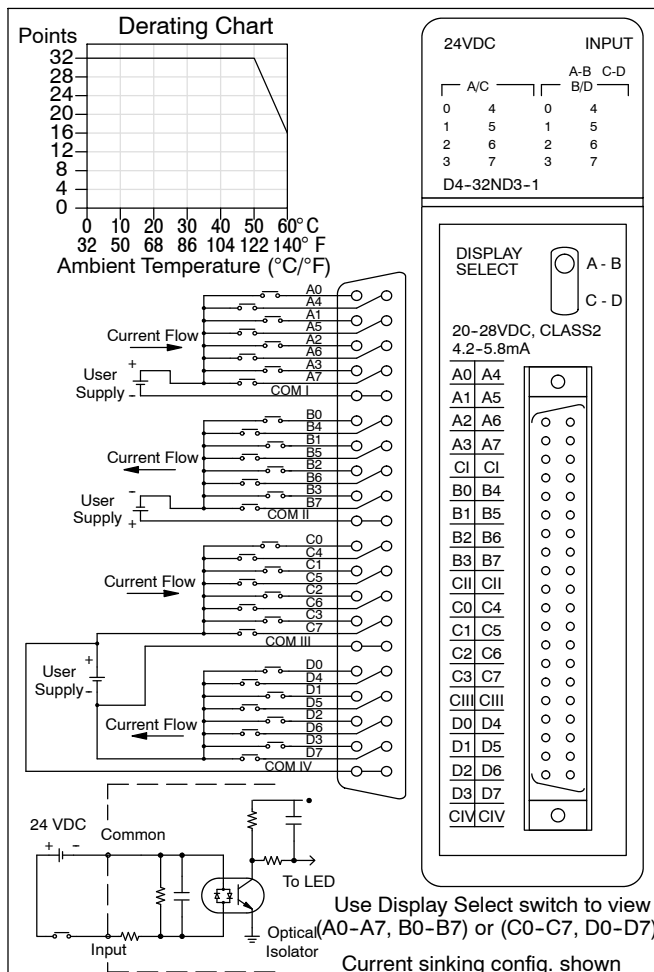 Derating Chart
Points
32
28
24
20
16
12
8
4
0
0 10 20 30 40 50 60°C
32 50 68 86 104 122 140° F
Ambient Temperature (°C/°F)
A0
A4
A1
A5
A2
A6
A3
A7
COM I
Current Flow
+
User
Supply -
B0
B4
B1
B5
B2
B6
B3
B7
COM II
Current Flow
-
User
Supply
+
C0
C4
C1
C5
C2
C6
C3
C7
COM III
Current Flow
+
User
Supply -
D0
D4
D1
D5
D2
D6
D3
D7
COM IV
Current Flow
24 VDC
+ -
Common
Input
To LED
Optical
Isolator
24VDC INPUT
A-B C-D
A/C B/D
0 4 0 4
1 5 1 5
2 6 2 6
3 7 3 7
D4-32ND3-1
DISPLAY
SELECT
A - B
C - D
20-28VDC, CLASS2
4.2-5.8mA
A0 A4
A1 A5
A2 A6
A3 A7
CI CI
B0 B4
B1 B5
B2 B6
B3 B7
CII CII
C0 C4
C1 C5
C2 C6
C3 C7
CIII CIII
D0 D4
D1 D5
D2 D6
D3 D7
CIV CIV
Use Display Select switch to view
(A0-A7, B0-B7) or (C0-C7, D0-D7)
Current sinking config. shown